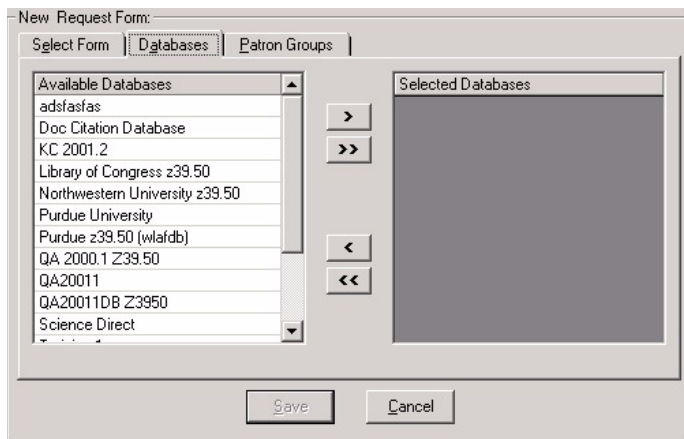 New Request Form:
Select Form
Databases
Patron Groups
Available Databases
adsfasfas
Doc Citation Database
KC 2001.2
Library of Congress z39.50
Northwestern University z39.50
Purdue University
Purdue z39.50 (wlafdb)
QA 2000.1 Z39.50
QA20011
QA20011DB Z3950
Science Direct
>
>>
<
<<
Selected Databases
Save
Cancel